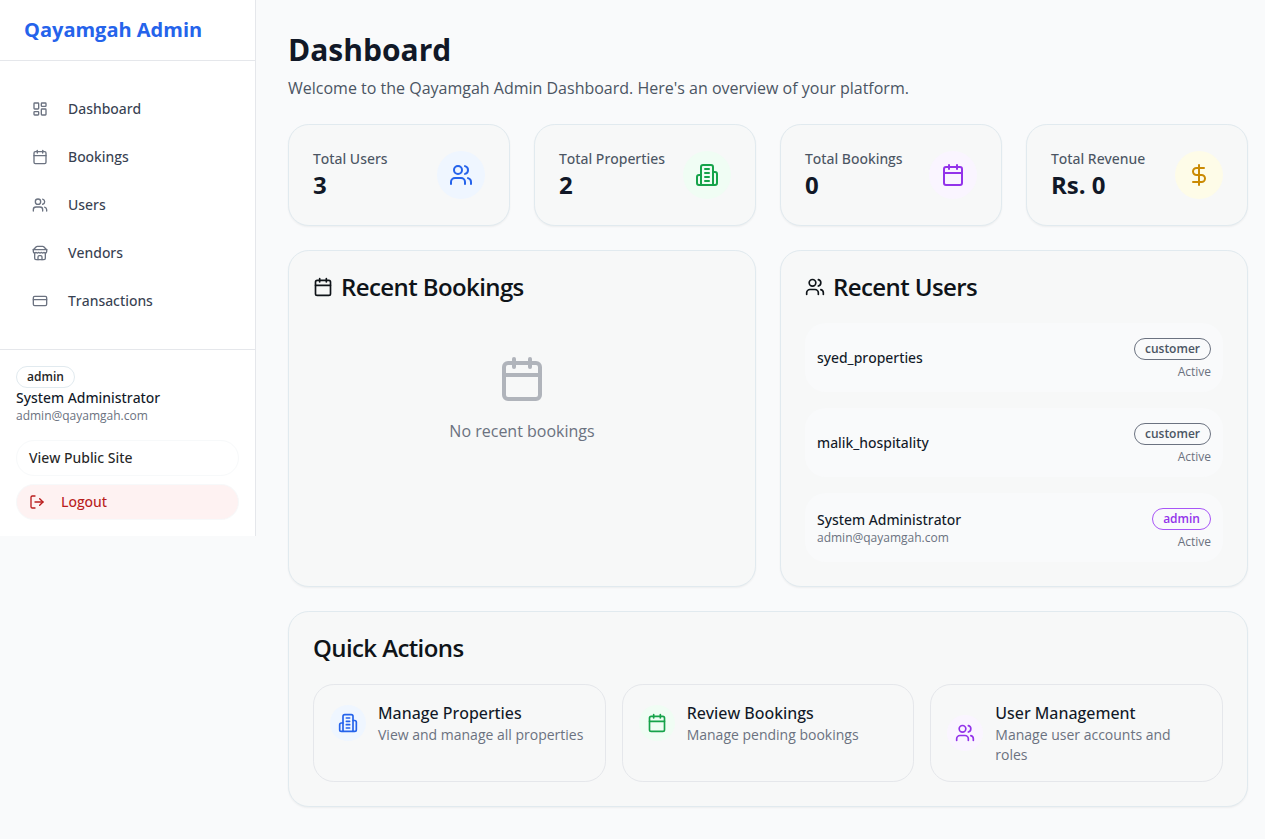 Qayamgah Admin
Dashboard
Bookings
Users
Vendors
Transactions
admin
System Administrator
admin@qayamgah.com
View Public Site
Logout
Dashboard
Welcome to the Qayamgah Admin Dashboard. Here's an overview of your platform.
Total Users
3
Total Properties
2
Total Bookings
0
Total Revenue
Rs. 0
Recent Bookings
No recent bookings
Recent Users
syed_properties
customer
Active
malik_hospitality
customer
Active
System Administrator
admin@qayamgah.com
admin
Active
Quick Actions
Manage Properties
View and manage all properties
Review Bookings
Manage pending bookings
User Management
Manage user accounts and
roles